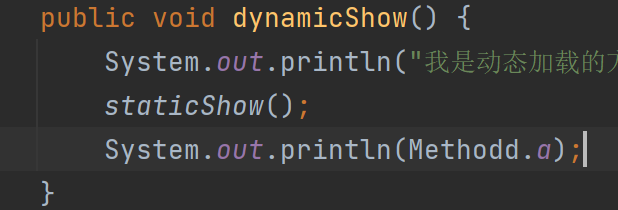 public void dynamicShow() {
System.out.println("我是动态加载的
staticShow();
System.out.println(Methodd.a);
}